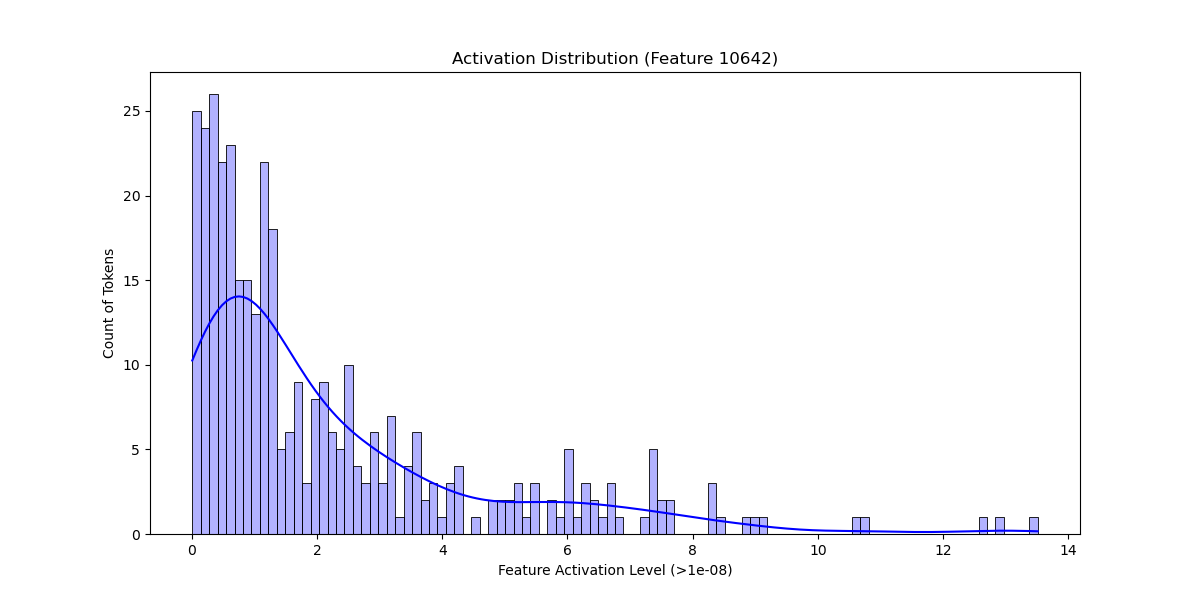 Activation Distribution (Feature 10642)
25
20
15
10
5
0
Count of Tokens
0 2 4 6 8 10 12 14
Feature Activation Level (>1e-08)